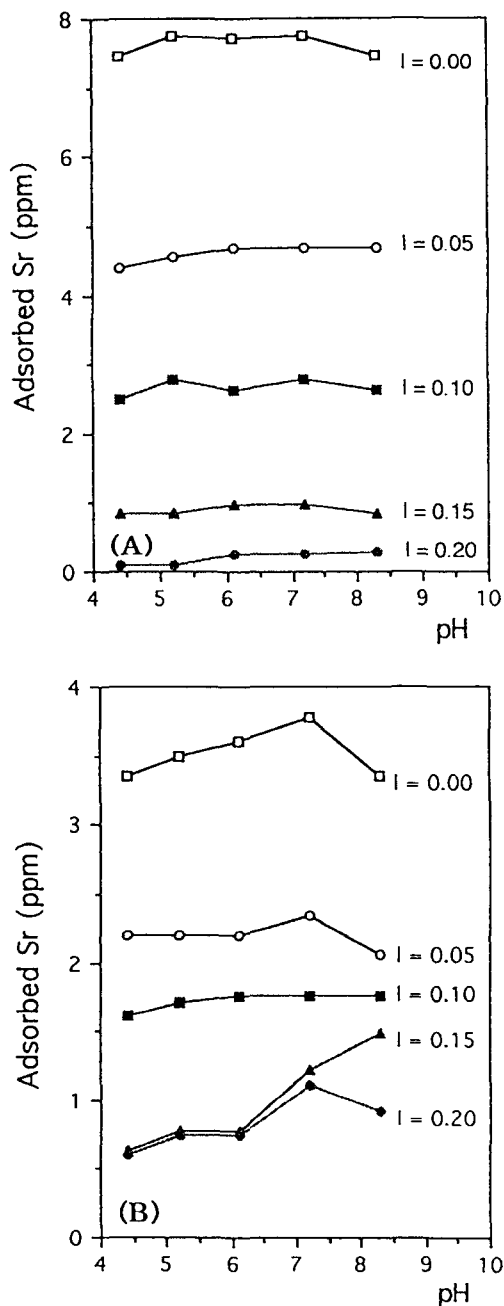 8
I = 0.00
6
Adsorbed Sr (ppm)
I = 0.05
4
I = 0.10
2
I = 0.15
I = 0.20
(A)
0
4 5 6 7 8 9 10
pH
4
I = 0.00
3
Adsorbed Sr (ppm)
2
I = 0.05
I = 0.10
I = 0.15
1
I = 0.20
(B)
0
4 5 6 7 8 9 10
pH